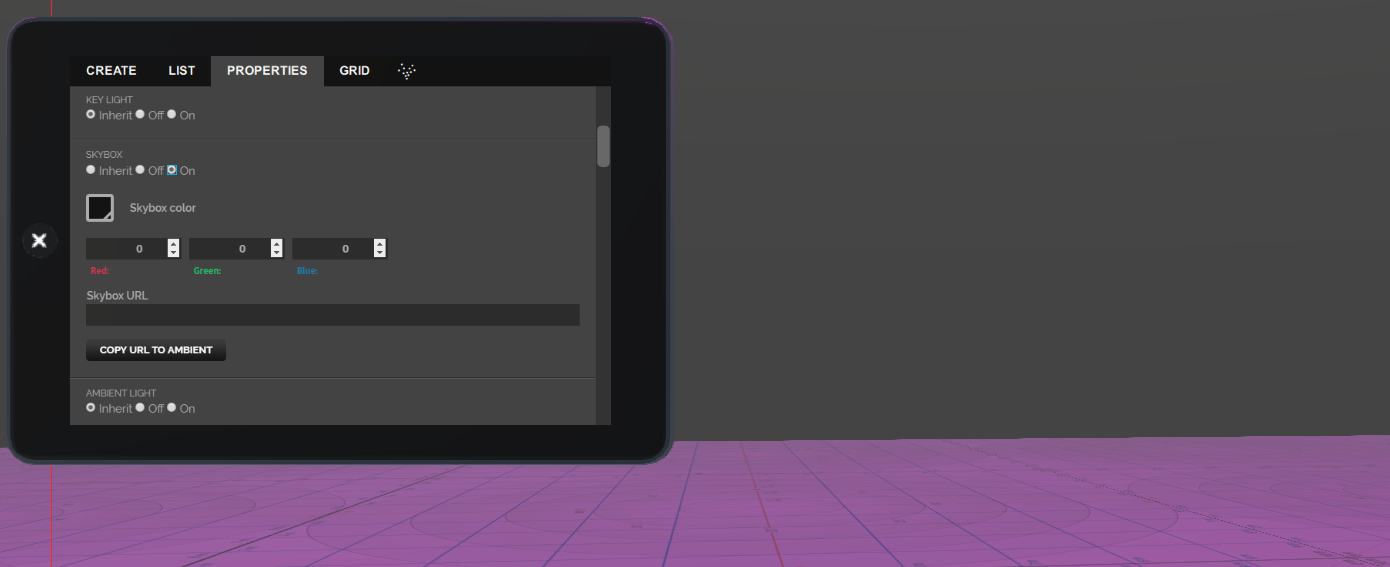 CREATE LIST PROPERTIES GRID
KEY LIGHT
Inherit Off On
SKYBOX
Inherit Off On
Skybox color
0 0 0
Red: Green: Blue:
Skybox URL
COPY URL TO AMBIENT
AMBIENT LIGHT
Inherit Off On